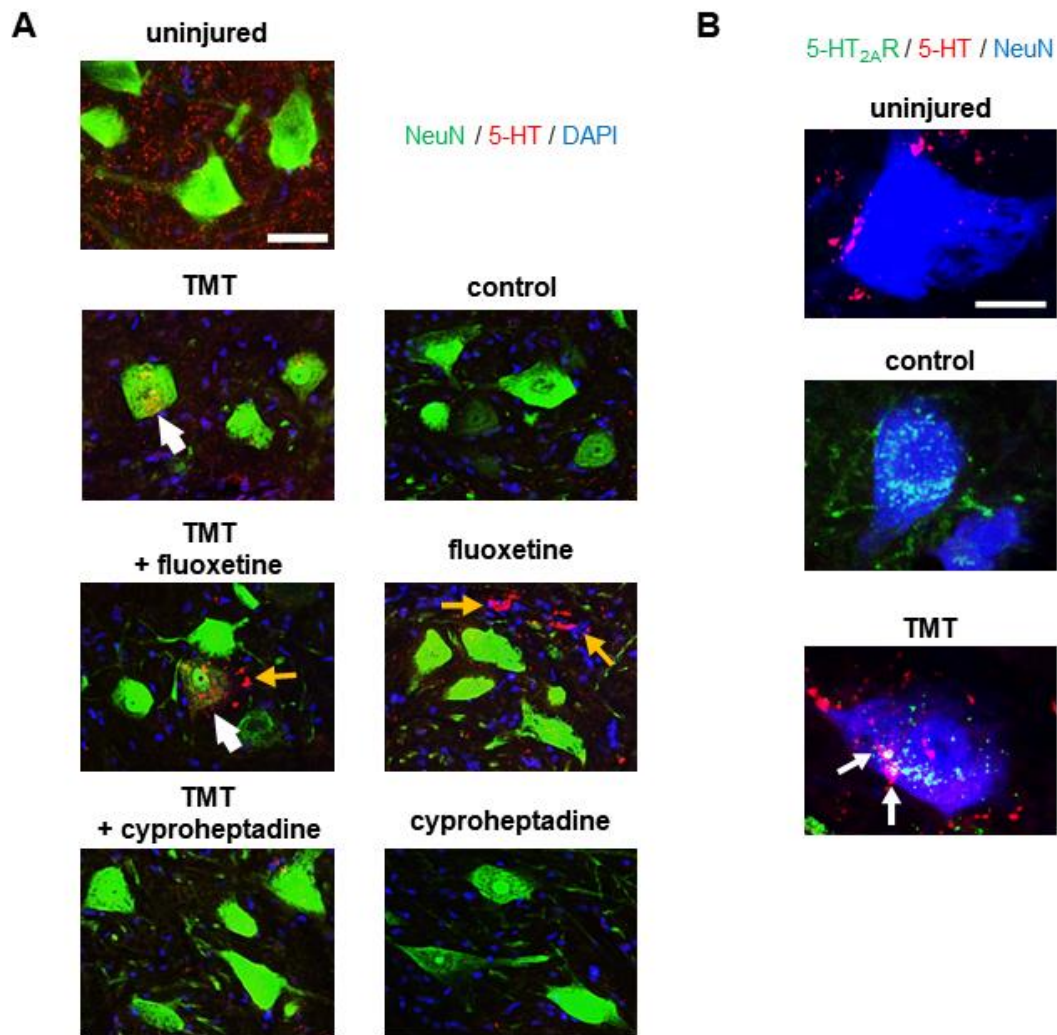 A
uninjured
NeuN / 5-HT / DAPI
TMT
control
TMT
+ fluoxetine
fluoxetine
TMT
+ cyproheptadine
cyproheptadine
B
5-HT2AR / 5-HT / NeuN
uninjured
control
TMT